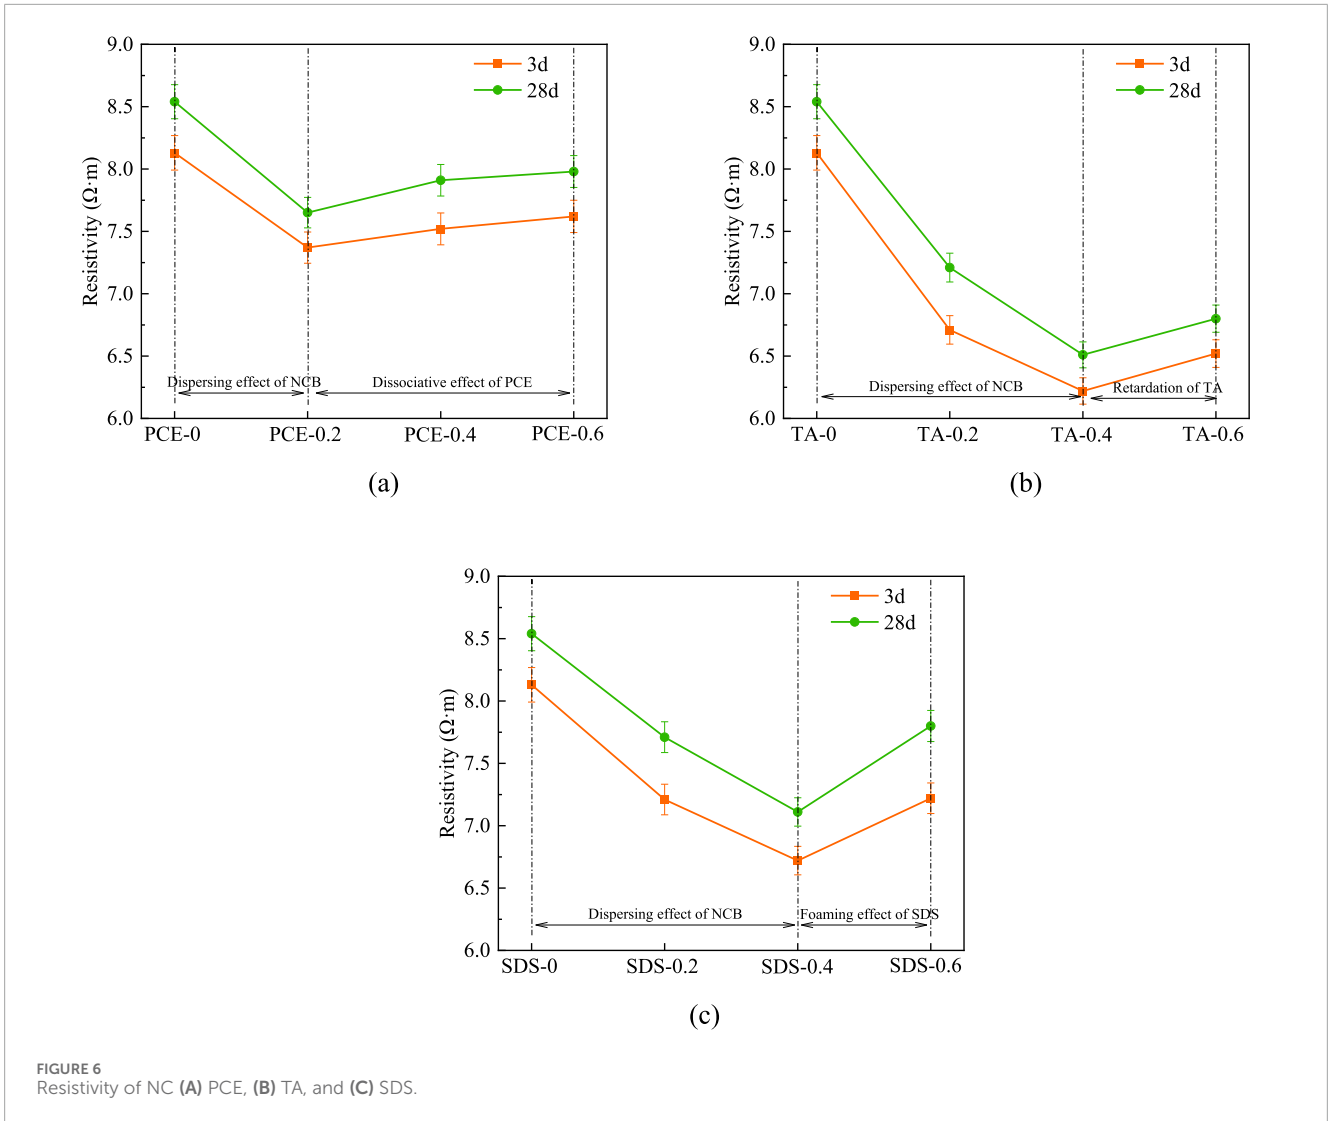 9.0
8.5
8.0
7.5
7.0
6.5
6.0
Resistivity (Ω·m)
3d
28d
Dispersing effect of NCB
Dissociative effect of PCE
PCE-0
PCE-0.2
PCE-0.4
PCE-0.6
(a)
9.0
8.5
8.0
7.5
7.0
6.5
6.0
Resistivity (Ω·m)
3d
28d
Dispersing effect of NCB
Retardation of TA
TA-0
TA-0.2
TA-0.4
TA-0.6
(b)
9.0
8.5
8.0
7.5
7.0
6.5
6.0
Resistivity (Ω·m)
3d
28d
Dispersing effect of NCB
Foaming effect of SDS
SDS-0
SDS-0.2
SDS-0.4
SDS-0.6
(c)
FIGURE 6
Resistivity of NC (A) PCE, (B) TA, and (C) SDS.